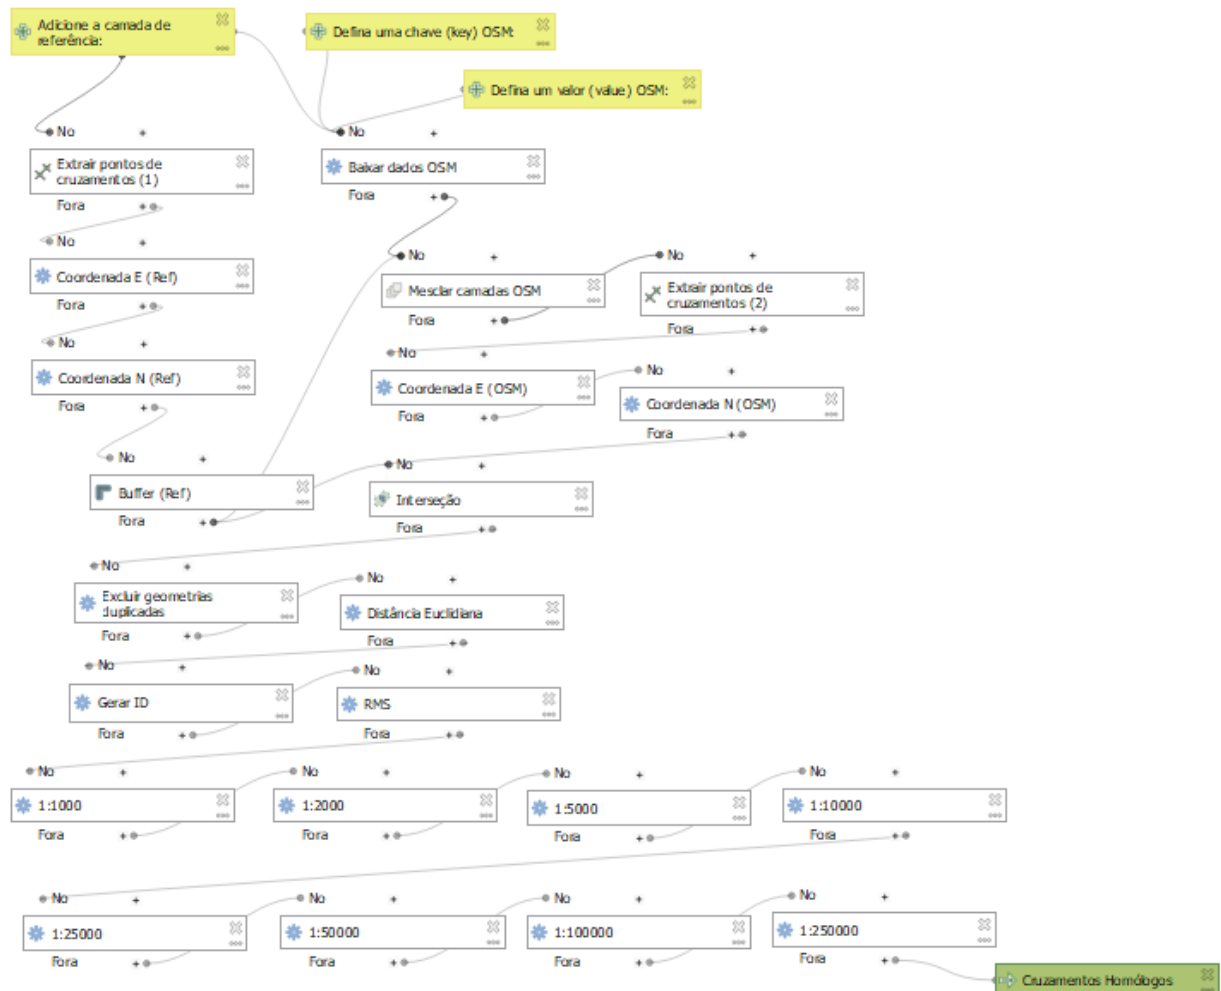 Adicione a camada de
referência:
Defina uma chave (key) OSM:
Defina um valor (value) OSM:
No
No
Extrair pontos de
cruzamentos (1)
Baixar dados OSM
Fora
Fora
No
No
No
Coordenada E (Ref)
Mesclar camadas OSM
Extrair pontos de
cruzamentos (2)
Fora
Fora
Fora
No
No
Coordenada N (Ref)
Coordenada E (OSM)
No
Coordenada N (OSM)
Fora
Fora
Fora
No
No
Buffer (Ref)
Interseção
Fora
Fora
No
No
Excluir geometrias
duplicadas
Distância Euclidiana
Fora
Fora
No
No
Gerar ID
RMS
Fora
Fora
No
No
No
No
1:1000
1:2000
1:5000
1:10000
Fora
Fora
Fora
Fora
No
No
No
No
1:25000
1:50000
1:100000
1:250000
Fora
Fora
Fora
Fora
Cruzamentos Homólogos